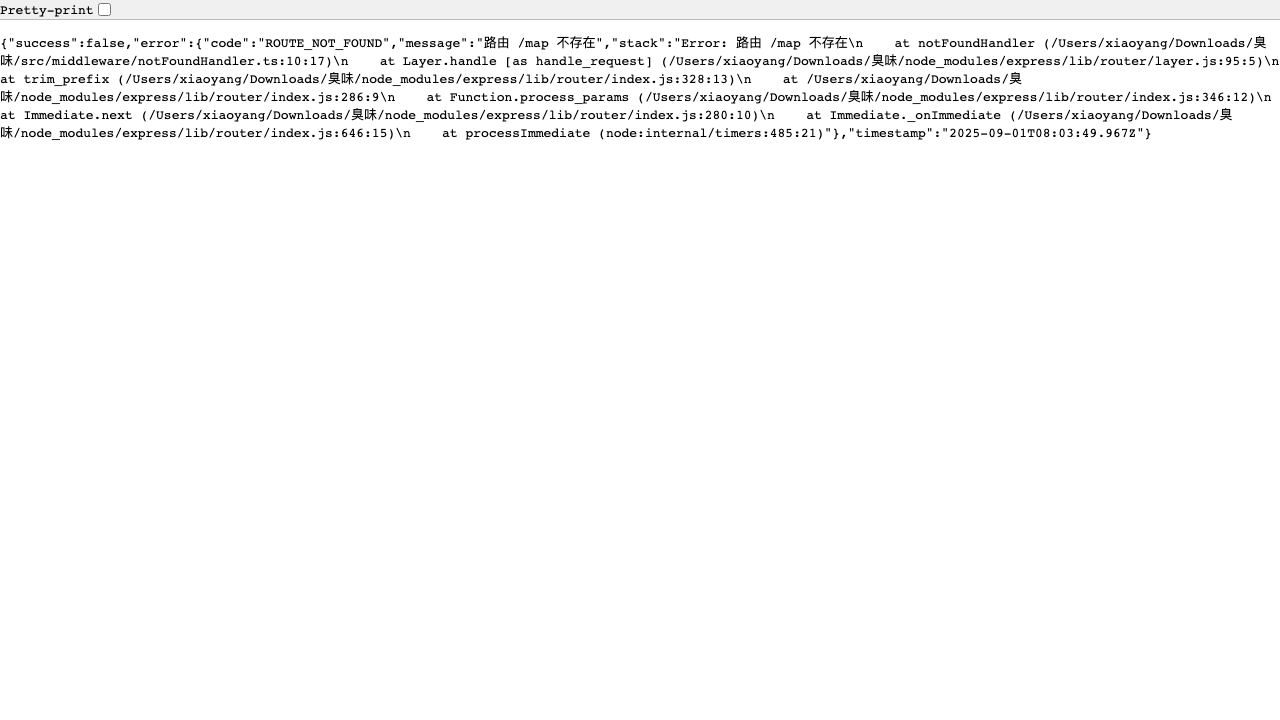 Pretty-print
{"success":false,"error":{"code":"ROUTE_NOT_FOUND","message":"路由 /map 不存在","stack":"Error: 路由 /map 不存在\n    at notFoundHandler (/Users/xiaoyang/Downloads/臭
味/src/middleware/notFoundHandler.ts:10:17)\n    at Layer.handle [as handle_request] (/Users/xiaoyang/Downloads/臭味/node_modules/express/lib/router/layer.js:95:5)\n
at trim_prefix (/Users/xiaoyang/Downloads/臭味/node_modules/express/lib/router/index.js:328:13)\n    at /Users/xiaoyang/Downloads/臭
味/node_modules/express/lib/router/index.js:286:9\n    at Function.process_params (/Users/xiaoyang/Downloads/臭味/node_modules/express/lib/router/index.js:346:12)\n
at Immediate.next (/Users/xiaoyang/Downloads/臭味/node_modules/express/lib/router/index.js:280:10)\n    at Immediate._onImmediate (/Users/xiaoyang/Downloads/臭
味/node_modules/express/lib/router/index.js:646:15)\n    at processImmediate (node:internal/timers:485:21)"},"timestamp":"2025-09-01T08:03:49.967Z"}